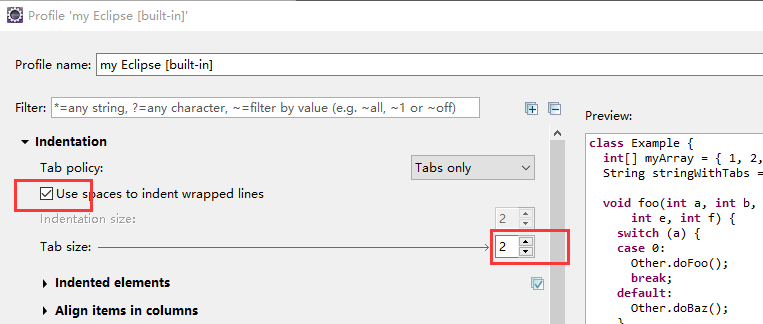 Profile 'my Eclipse [built-in]'
Profile name: my Eclipse [built-in]
Filter: *=any string, ?=any character, ~=filter by value (e.g. ~all, ~1 or ~off)
Preview:
Indentation
Tab policy: Tabs only
Use spaces to indent wrapped lines
Indentation size: 2
Tab size: 2
Indented elements
Align items in columns
class Example {
int[] myArray = { 1, 2,
String stringWithTabs =
void foo(int a, int b,
int e, int f) {
switch (a) {
case 0:
Other.doFoo();
break;
default:
Other.doBaz();
}